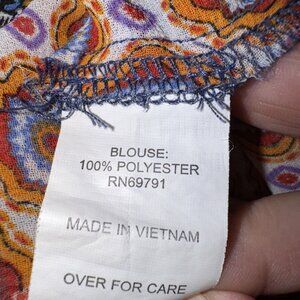 BLOUSE:
100% POLYESTER
RN69791
MADE IN VIETNAM
OVER FOR CARE